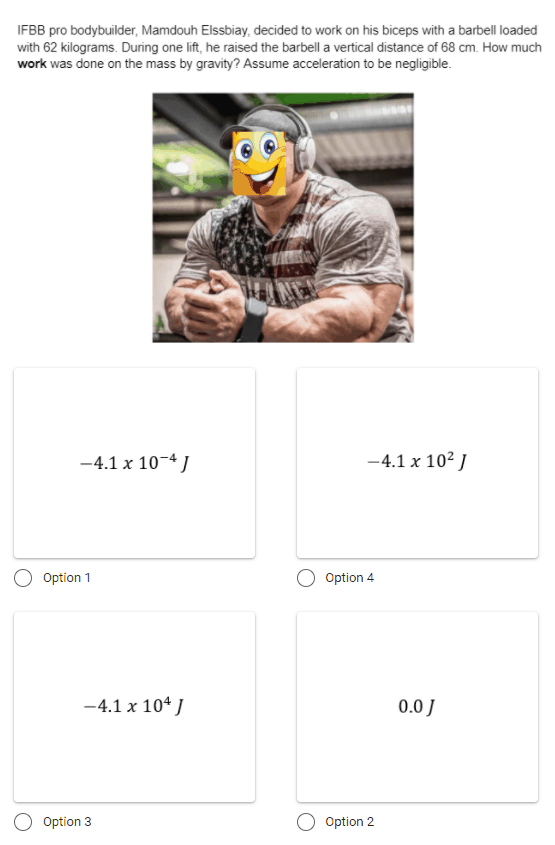 IFBB pro bodybuilder, Mamdouh Elssbiay, decided to work on his biceps with a barbell loaded
with 62 kilograms. During one lift, he raised the barbell a vertical distance of 68 cm. How much
work was done on the mass by gravity? Assume acceleration to be negligible.
−4.1 x 10⁻⁴ J
−4.1 x 10² J
Option 1
Option 4
−4.1 x 10⁴ J
0.0 J
Option 3
Option 2